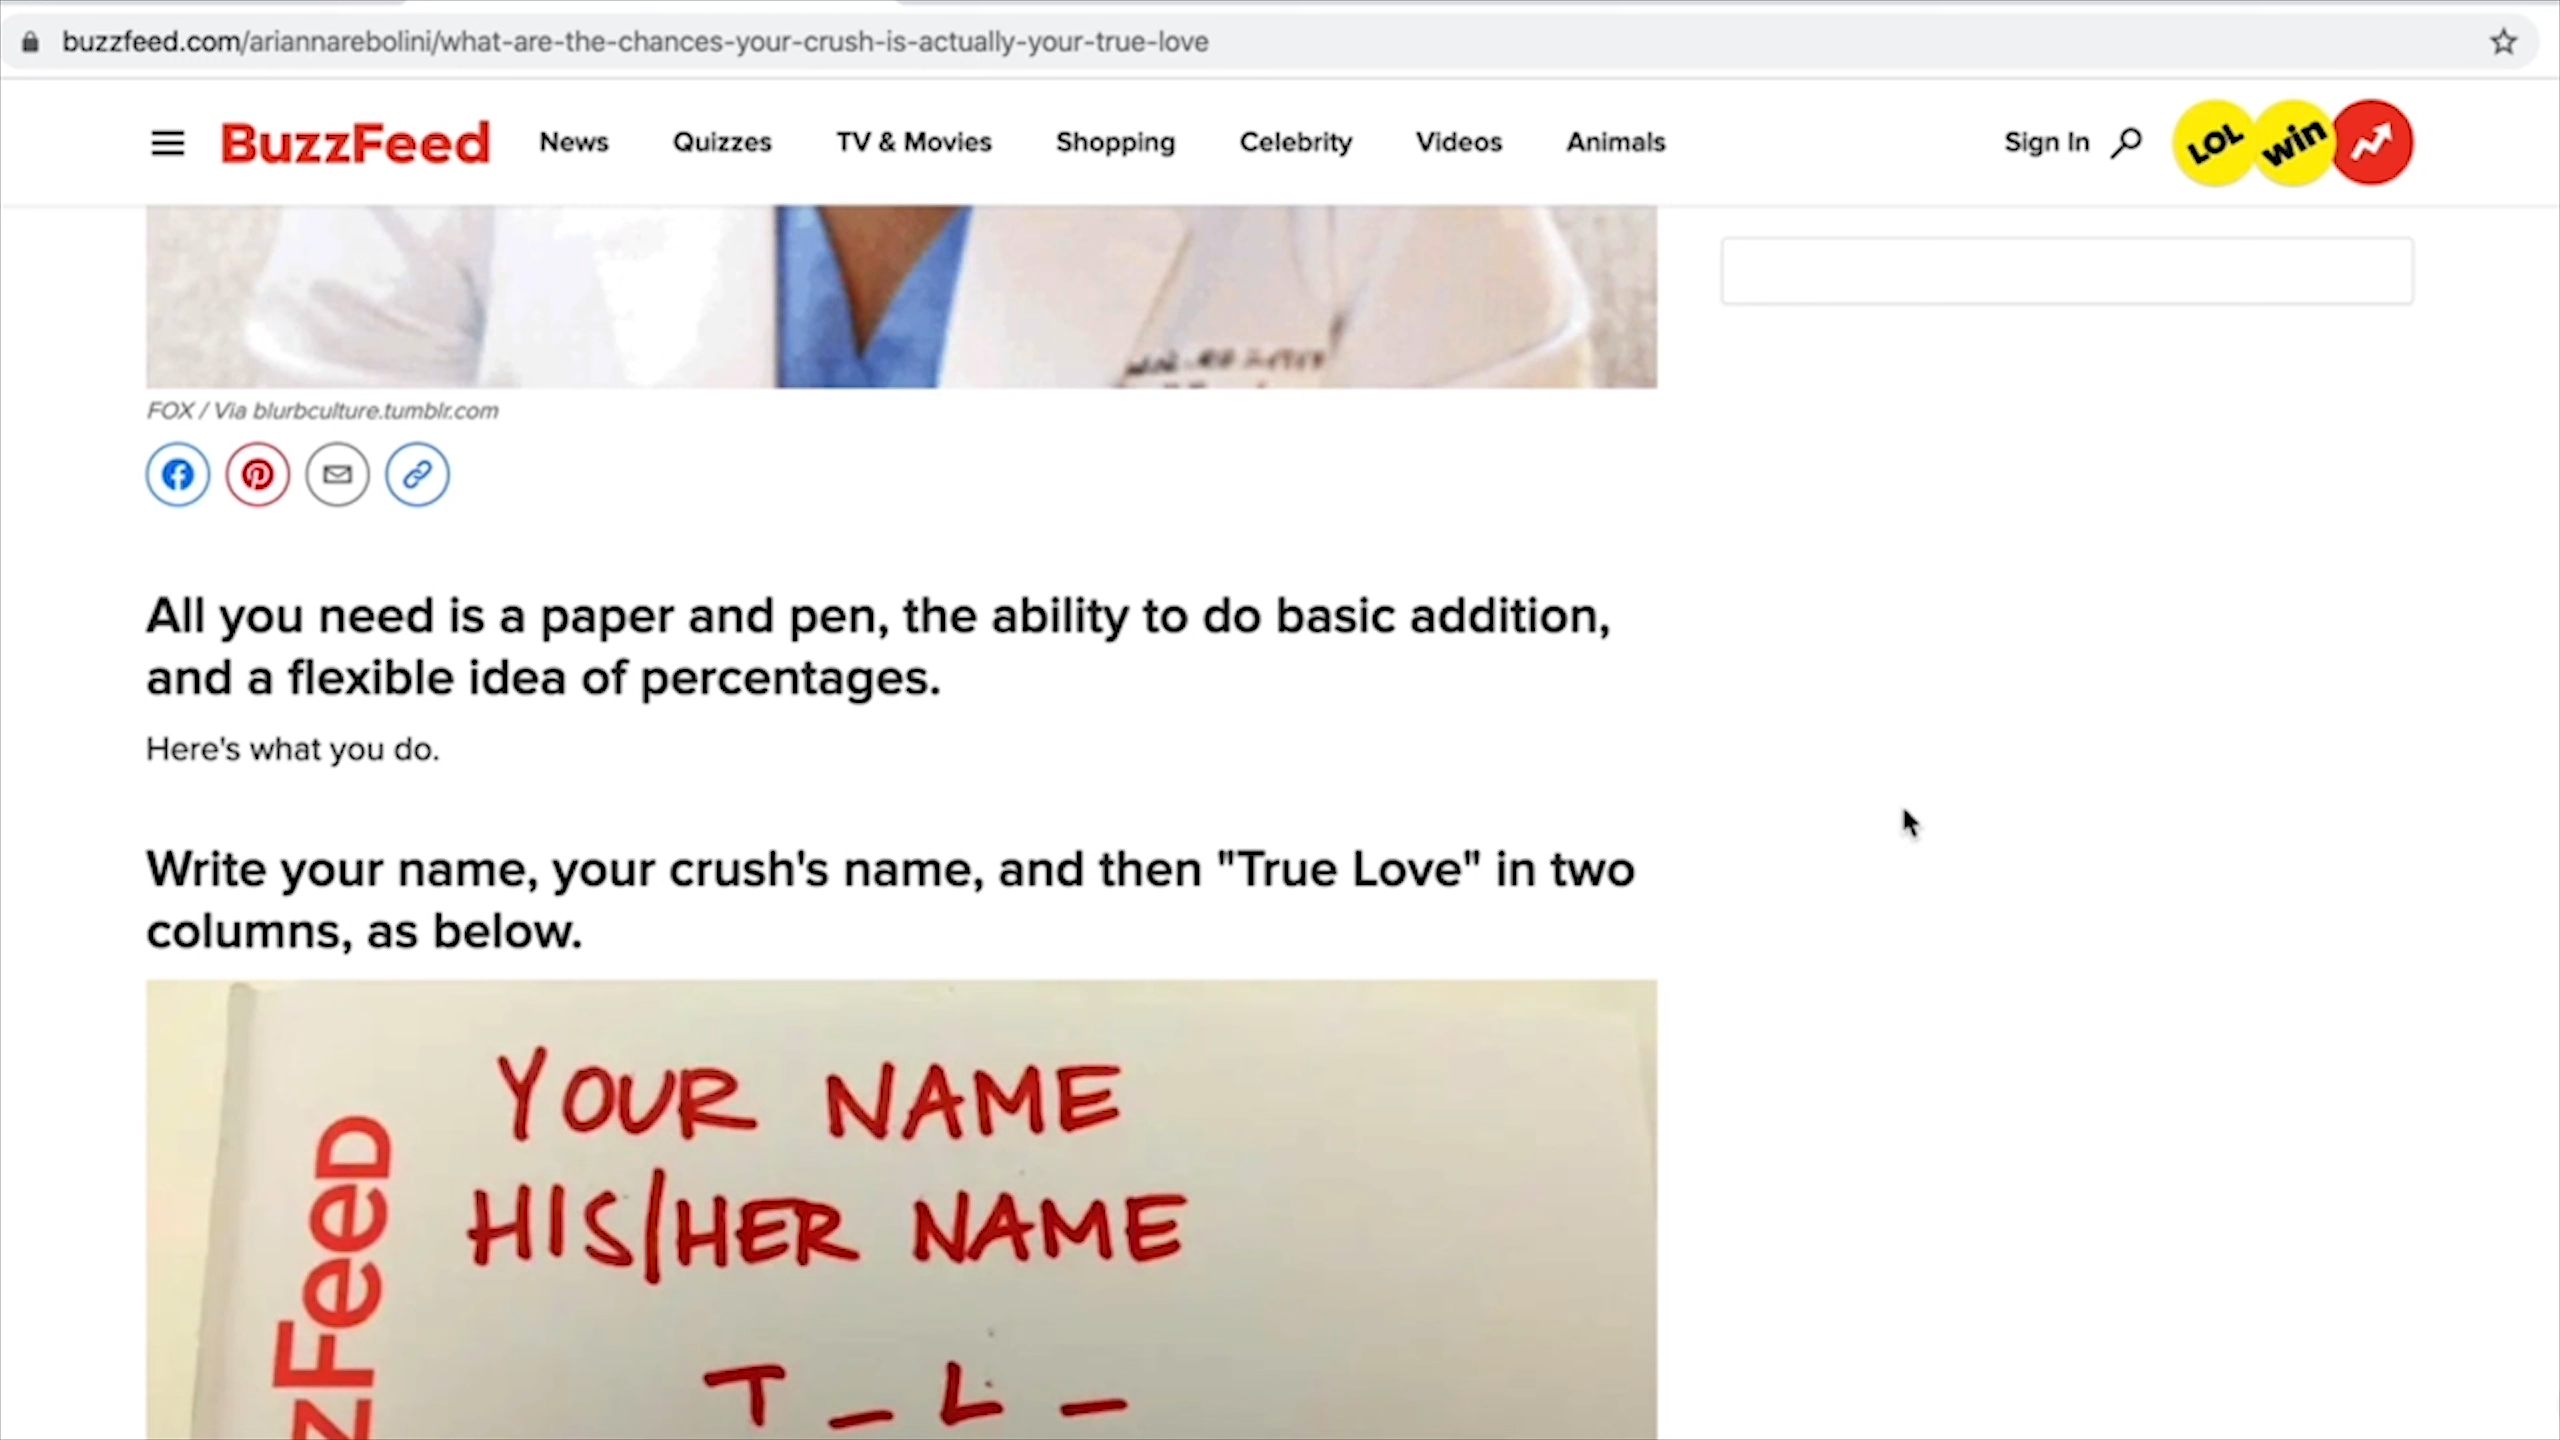 buzzfeed.com/ariannarebolini/what-are-the-chances-your-crush-is-actually-your-true-love
BuzzFeed News Quizzes TV & Movies Shopping Celebrity Videos Animals Sign In LOL win
FOX / Via blurbculture.tumblr.com
All you need is a paper and pen, the ability to do basic addition,
and a flexible idea of percentages.
Here's what you do.
Write your name, your crush's name, and then "True Love" in two
columns, as below.
YOUR NAME
HIS/HER NAME
T _ L _
zFeeD